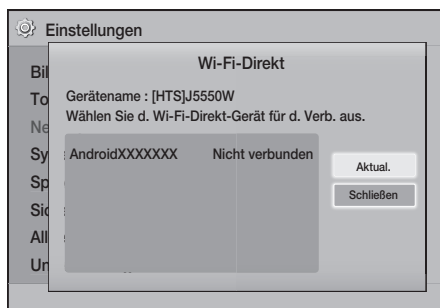 Einstellungen
Wi-Fi-Direkt
Gerätename : [HTS]J5550W
Wählen Sie d. Wi-Fi-Direkt-Gerät für d. Verb. aus.
AndroidXXXXXXX Nicht verbunden
Aktual.
Schließen
Bil
To
Ne
Sy
Sp
Sic
All
Un